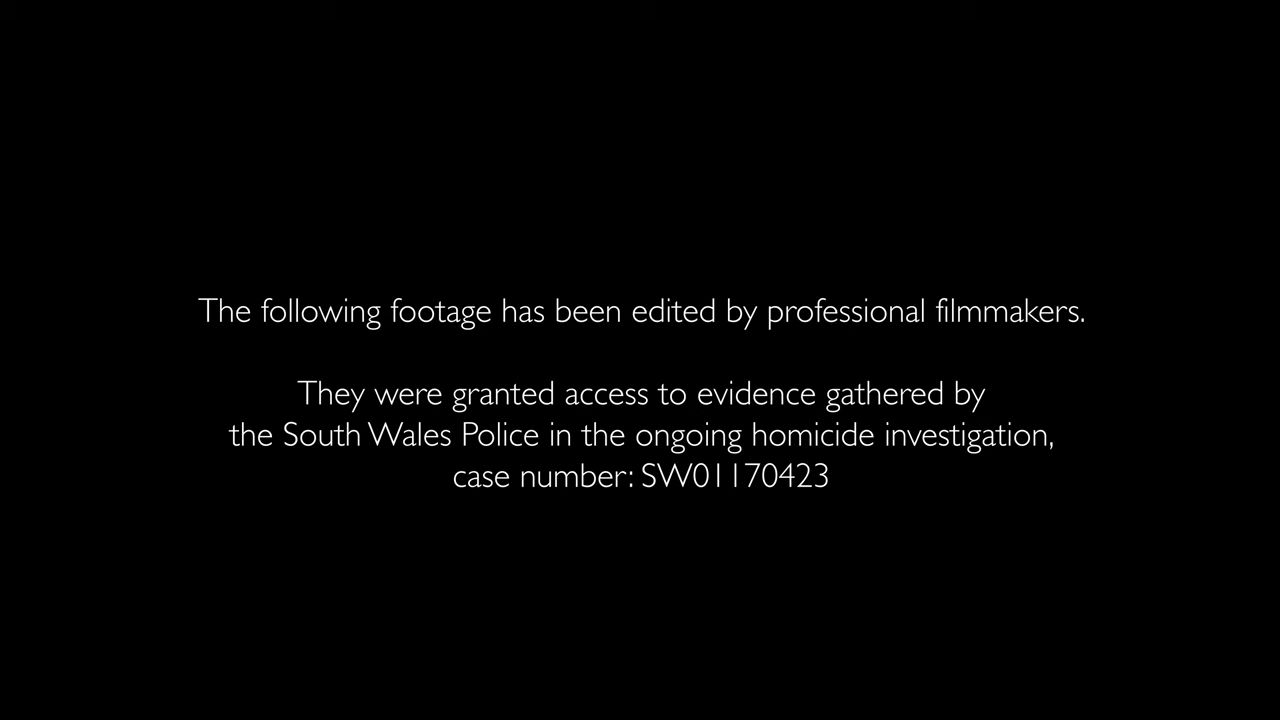 The following footage has been edited by professional filmmakers.
They were granted access to evidence gathered by
the South Wales Police in the ongoing homicide investigation,
case number: SW01170423